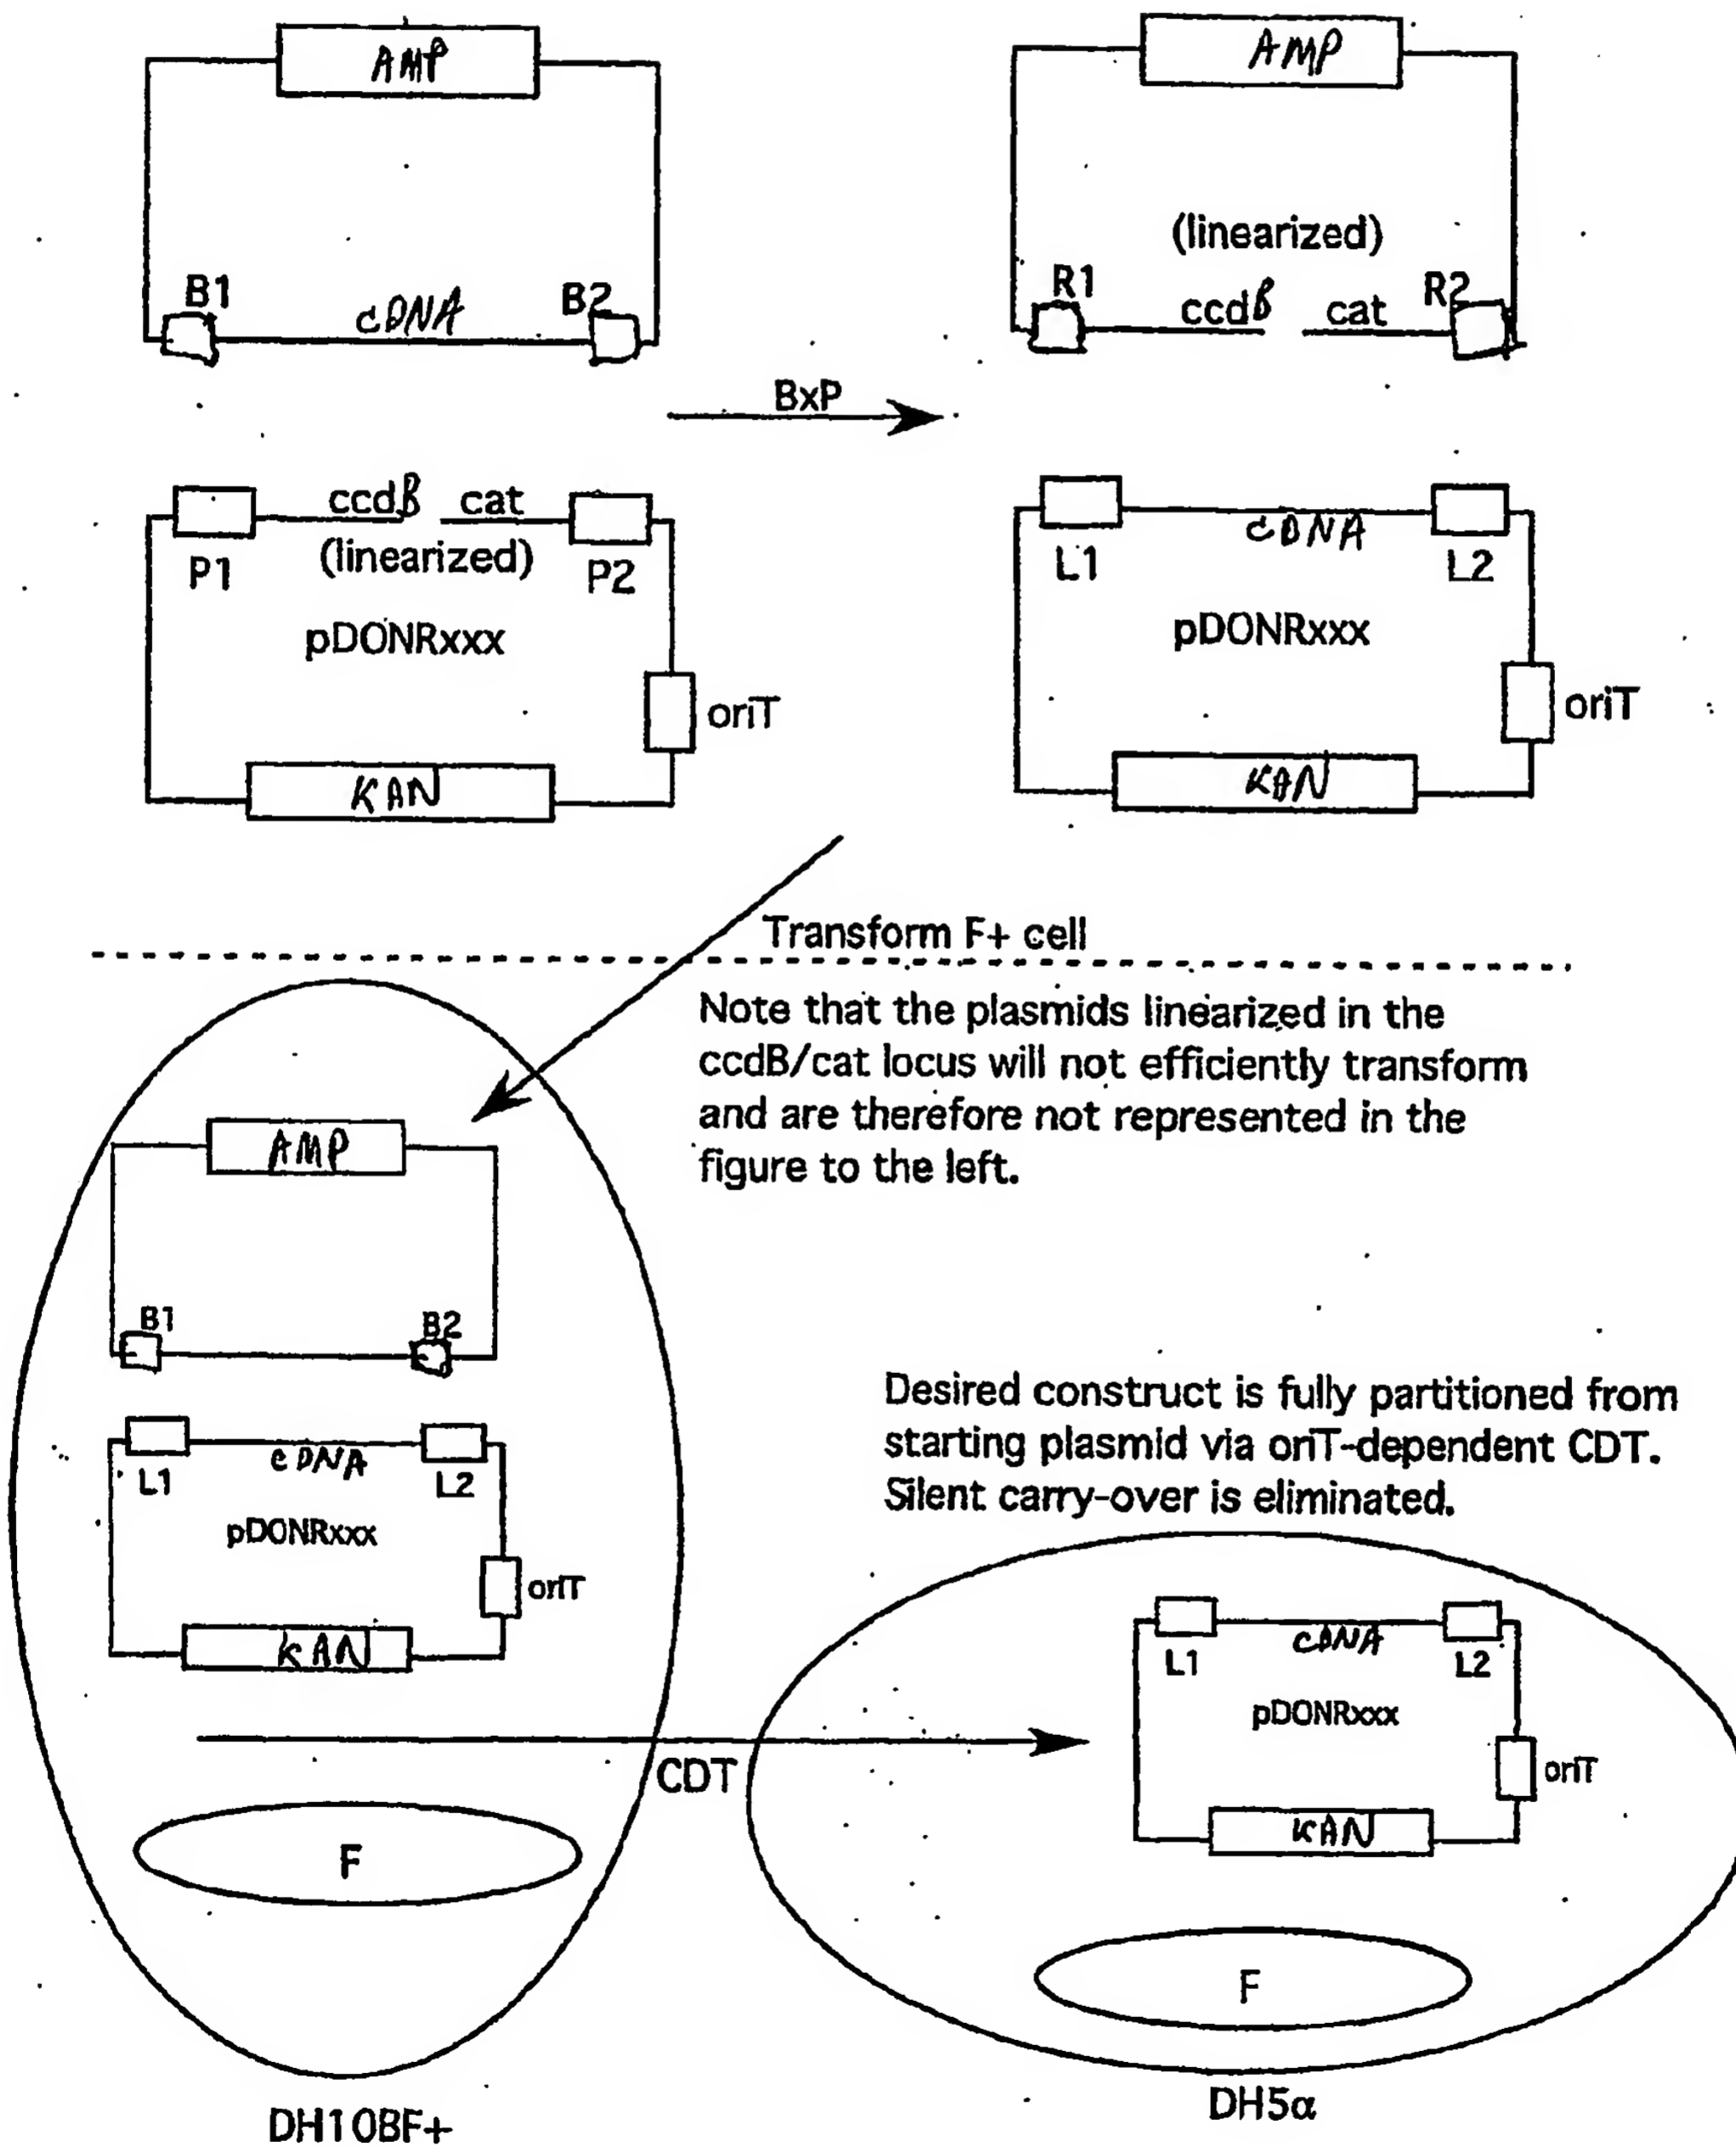 AMP
B1
cDNA
B2
AMP
(linearized)
R1
ccdB
cat
R2
BxP
ccdB
cat
(linearized)
P1
P2
pDONRxxx
oriT
KAN
cDNA
L1
L2
pDONRxxx
oriT
KAN
Transform F+ cell
Note that the plasmids linearized in the
ccdB/cat locus will not efficiently transform
and are therefore not represented in the
figure to the left.
AMP
B1
B2
cDNA
L1
L2
pDONRxxx
oriT
KAN
F
DH10BF+
CDT
Desired construct is fully partitioned from
starting plasmid via oriT-dependent CDT.
Silent carry-over is eliminated.
cDNA
L1
L2
pDONRxxx
oriT
KAN
F
DH5α